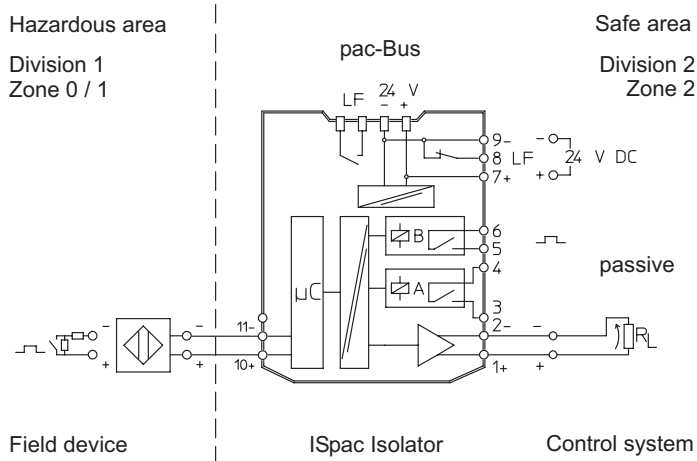 Hazardous area
Safe area
Division 1
Zone 0 / 1
pac-Bus
Division 2
Zone 2
LF 24 V
- +
9-
8 LF
7+
-
+
24 V DC
B
6
5
4
passive
µC
A
3
2-
-
RL
11-
10+
-
+
-
+
1+
+
Field device
ISpac Isolator
Control system